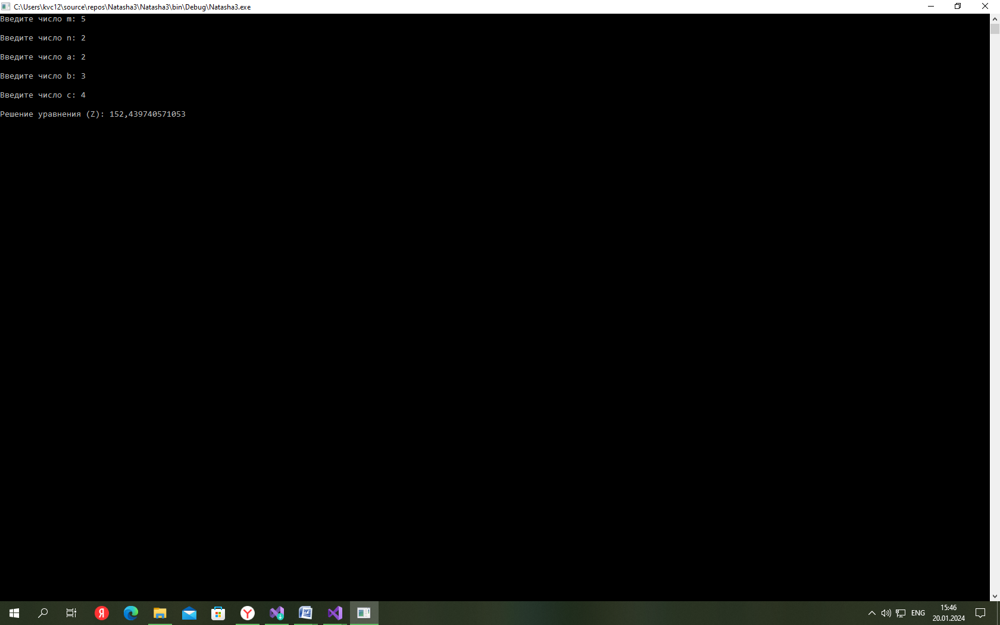 C:\Users\kvc12\source\repos\Natasha3\Natasha3\bin\Debug\Natasha3.exe
Введите число m: 5
Введите число n: 2
Введите число a: 2
Введите число b: 3
Введите число c: 4
Решение уравнения (Z): 152,439740571053
ENG
15:46
20.01.2024